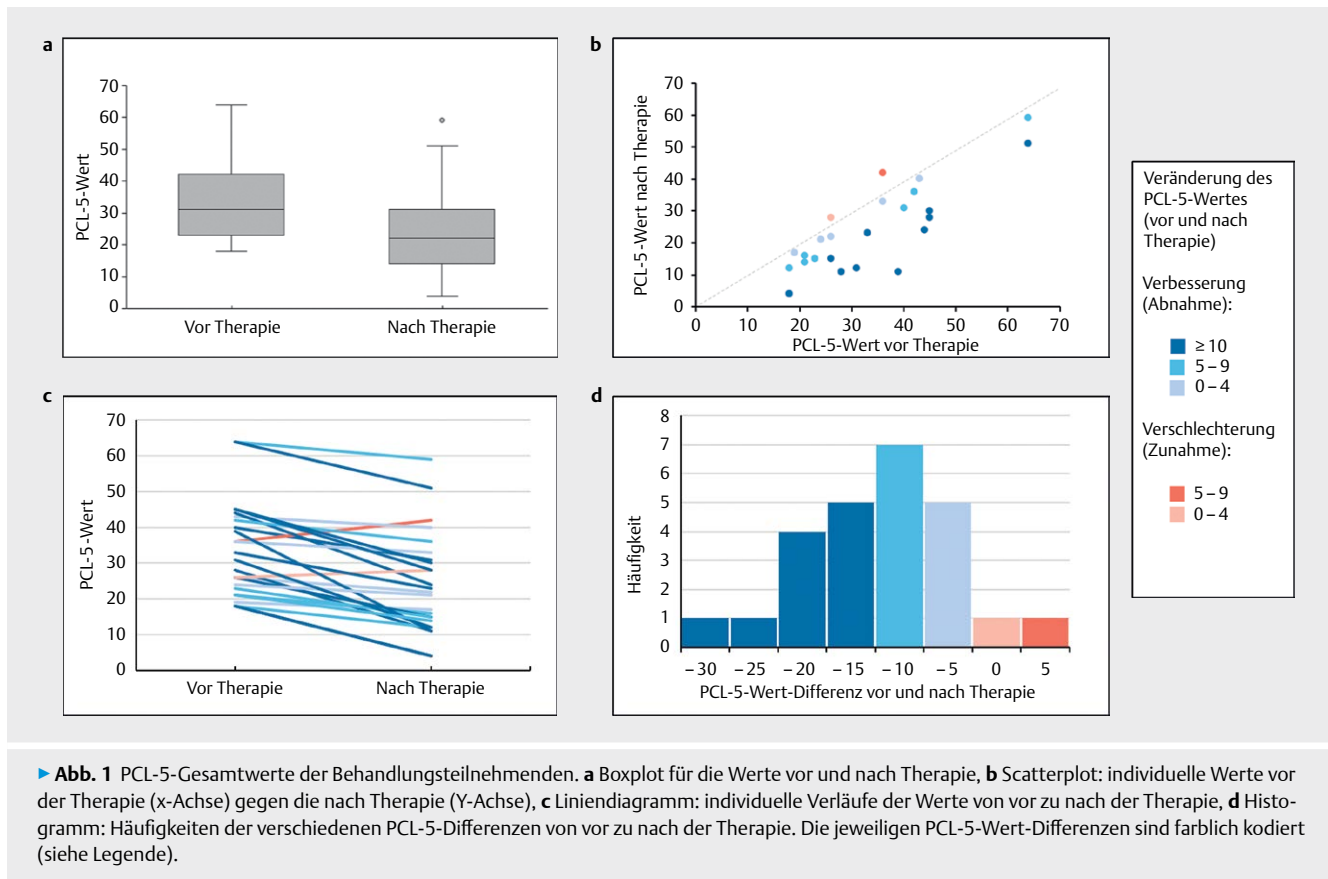 a
70
60
50
40
30
20
10
0
PCL-5-Wert
Vor Therapie
Nach Therapie
b
70
60
50
40
30
20
10
0
PCL-5-Wert nach Therapie
0 10 20 30 40 50 60 70
PCL-5-Wert vor Therapie
Veränderung des
PCL-5-Wertes
(vor und nach
Therapie)
Verbesserung
(Abnahme):
≥ 10
5 – 9
0 – 4
Verschlechterung
(Zunahme):
5 – 9
0 – 4
c
70
60
50
40
30
20
10
0
PCL-5-Wert
Vor Therapie
Nach Therapie
d
8
7
6
5
4
3
2
1
0
Häufigkeit
– 30 – 25 – 20 – 15 – 10 – 5 0 5
PCL-5-Wert-Differenz vor und nach Therapie
► Abb. 1 PCL-5-Gesamtwerte der Behandlungsteilnehmenden. a Boxplot für die Werte vor und nach Therapie, b Scatterplot: individuelle Werte vor
der Therapie (x-Achse) gegen die nach Therapie (Y-Achse), c Liniendiagramm: individuelle Verläufe der Werte von vor zu nach der Therapie, d Histo-
gramm: Häufigkeiten der verschiedenen PCL-5-Differenzen von vor zu nach der Therapie. Die jeweiligen PCL-5-Wert-Differenzen sind farblich kodiert
(siehe Legende).